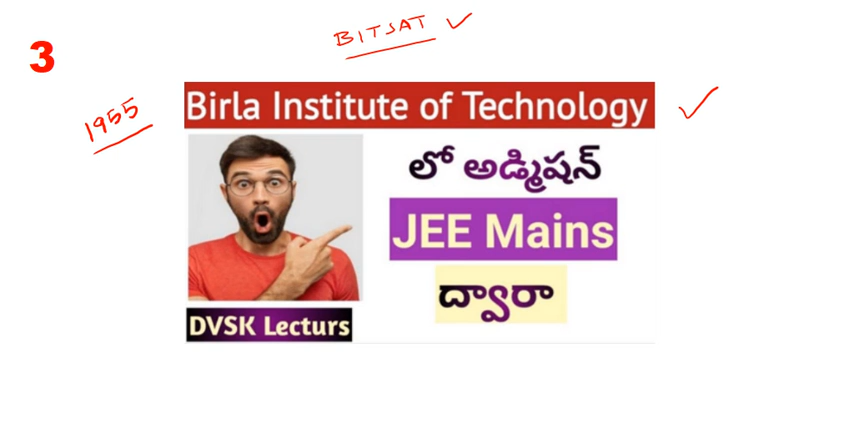 BITSAT
3
1955
Birla Institute of Technology
లో అడ్మిషన్
JEE Mains
ద్వారా
DVSK Lecturs